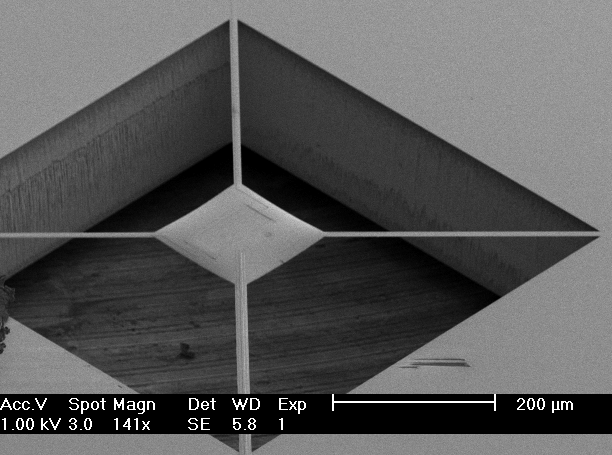 Acc.V Spot Magn Det WD Exp 200 µm
1.00 kV 3.0 141x SE 5.8 1